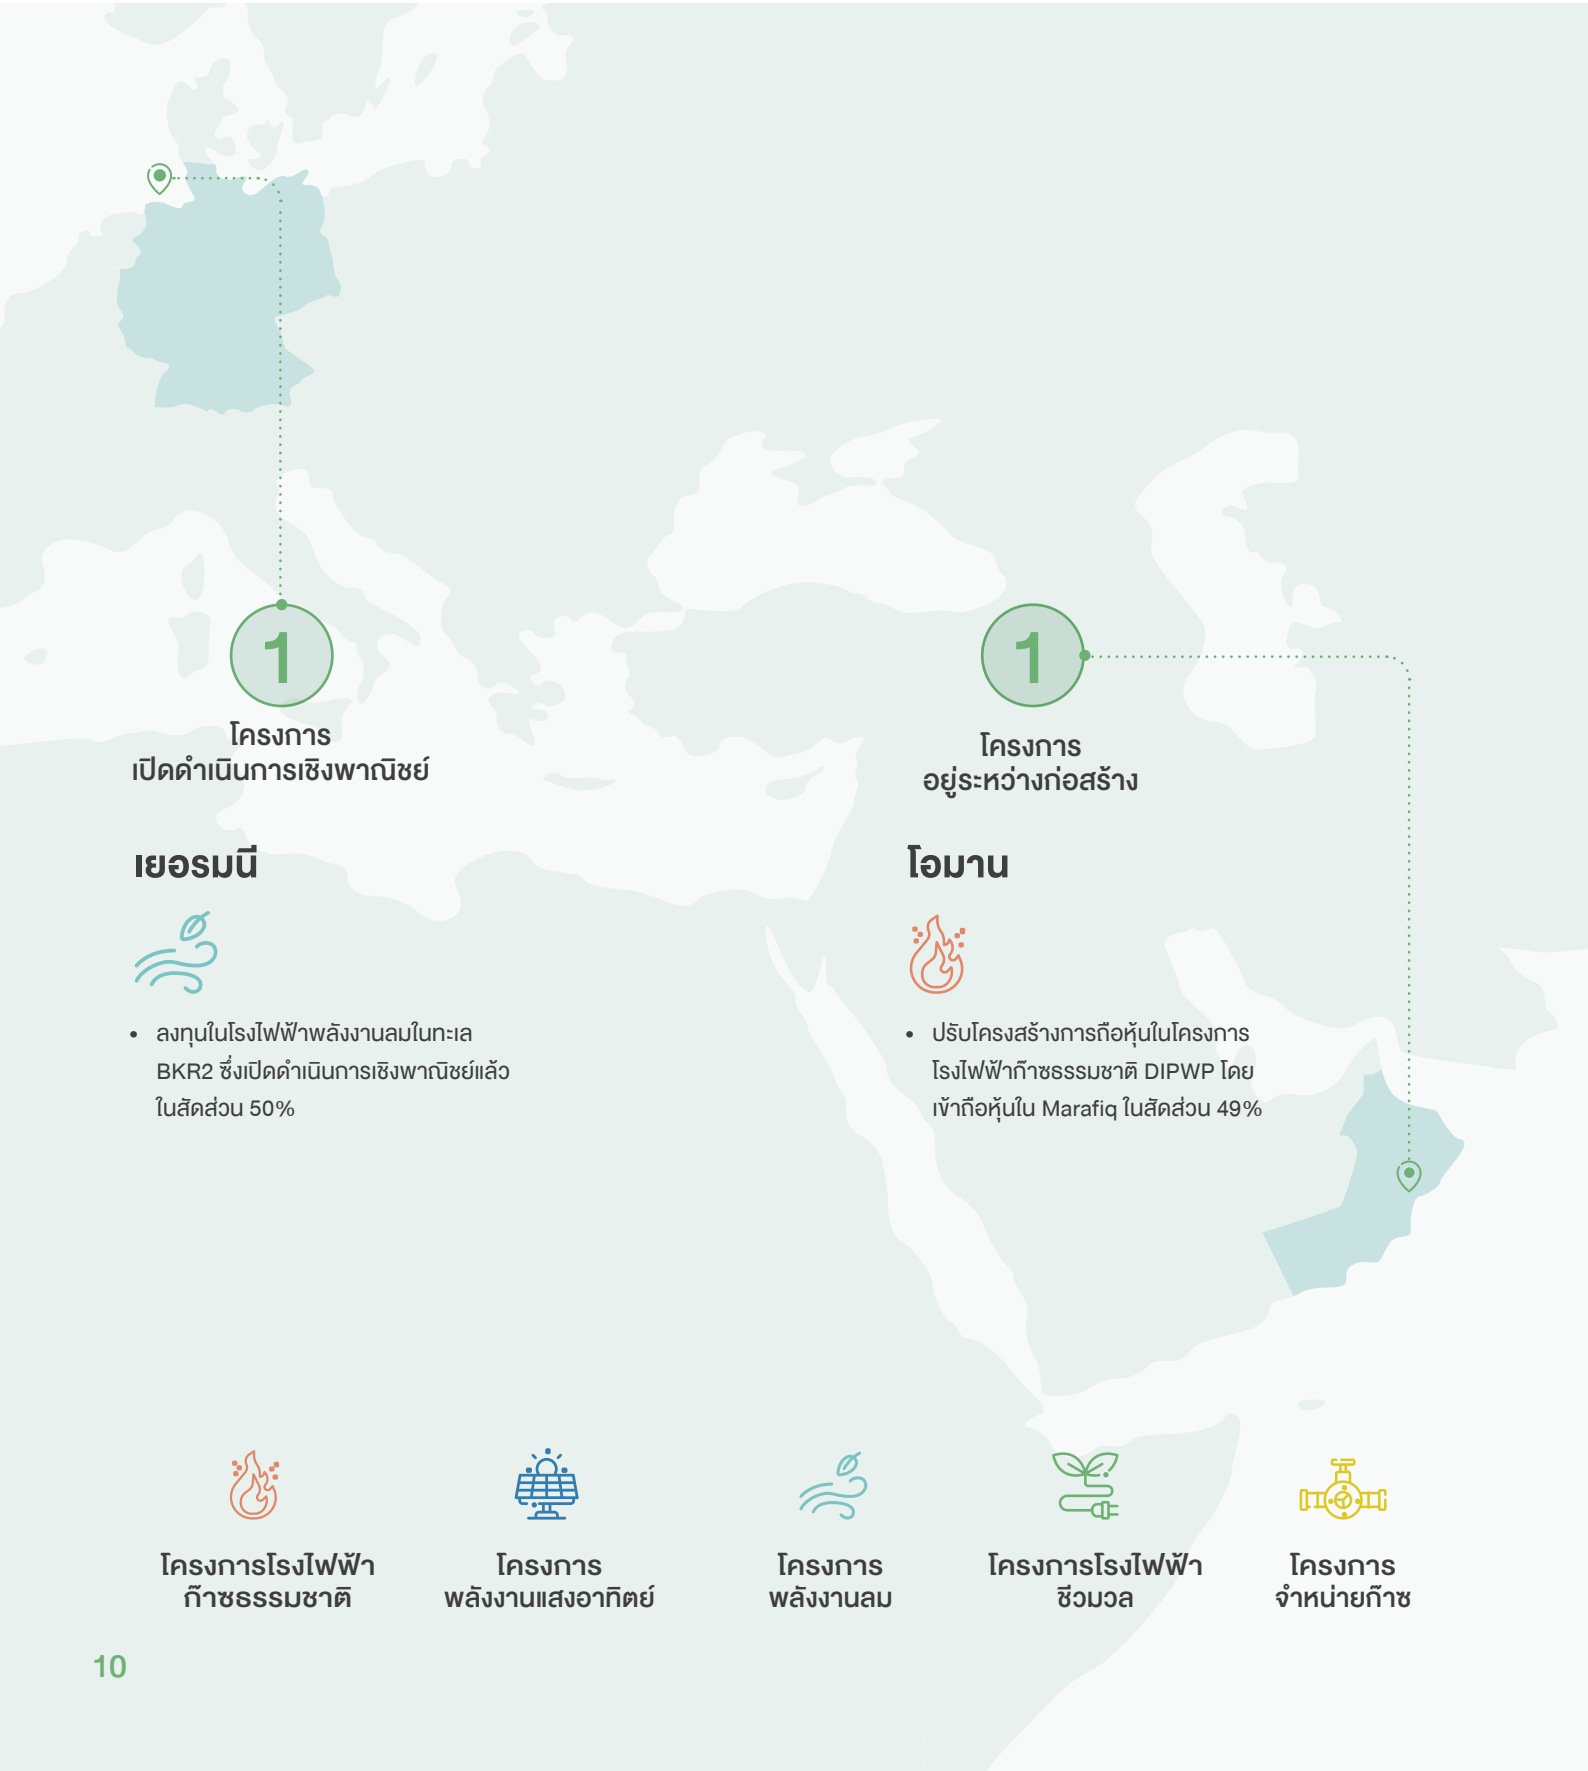 1
โครงการ
เปิดดำเนินการเชิงพาณิชย์
เยอรมนี
• ลงทุนในโรงไฟฟ้าพลังงานลมในทะเล
BKR2 ซึ่งเปิดดำเนินการเชิงพาณิชย์แล้ว
ในสัดส่วน 50%
1
โครงการ
อยู่ระหว่างก่อสร้าง
โอมาน
• ปรับโครงสร้างการถือหุ้นในโครงการ
โรงไฟฟ้าก๊าซธรรมชาติ DIPWP โดย
เข้าถือหุ้นใน Marafiq ในสัดส่วน 49%
โครงการโรงไฟฟ้า
ก๊าซธรรมชาติ
โครงการ
พลังงานแสงอาทิตย์
โครงการ
พลังงานลม
โครงการโรงไฟฟ้า
ชีวมวล
โครงการ
จำหน่ายก๊าซ
10